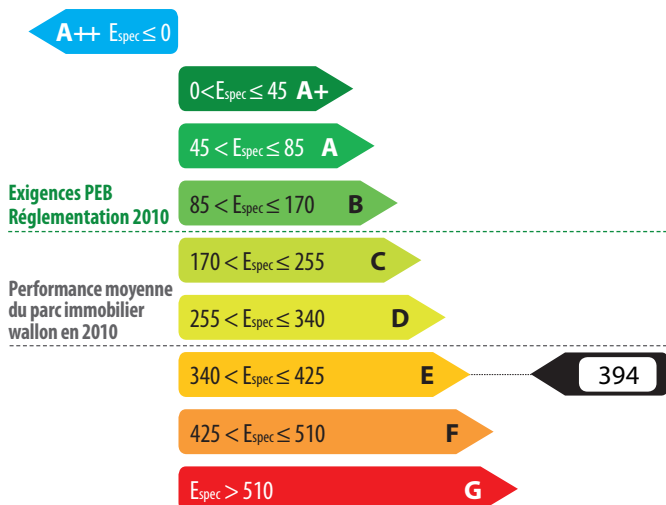 A++ Espec ≤ 0
0<Espec ≤ 45 A+
45 < Espec ≤ 85 A
Exigences PEB
Réglementation 2010
85 < Espec ≤ 170 B
170 < Espec ≤ 255 C
Performance moyenne
du parc immobilier
wallon en 2010
255 < Espec ≤ 340 D
340 < Espec ≤ 425 E
394
425 < Espec ≤ 510 F
Espec > 510 G